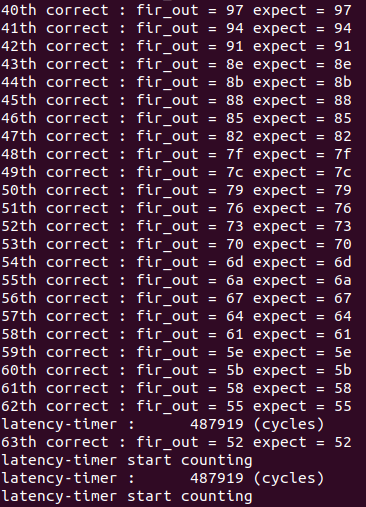 40th correct : fir_out = 97 expect = 97
41th correct : fir_out = 94 expect = 94
42th correct : fir_out = 91 expect = 91
43th correct : fir_out = 8e expect = 8e
44th correct : fir_out = 8b expect = 8b
45th correct : fir_out = 88 expect = 88
46th correct : fir_out = 85 expect = 85
47th correct : fir_out = 82 expect = 82
48th correct : fir_out = 7f expect = 7f
49th correct : fir_out = 7c expect = 7c
50th correct : fir_out = 79 expect = 79
51th correct : fir_out = 76 expect = 76
52th correct : fir_out = 73 expect = 73
53th correct : fir_out = 70 expect = 70
54th correct : fir_out = 6d expect = 6d
55th correct : fir_out = 6a expect = 6a
56th correct : fir_out = 67 expect = 67
57th correct : fir_out = 64 expect = 64
58th correct : fir_out = 61 expect = 61
59th correct : fir_out = 5e expect = 5e
60th correct : fir_out = 5b expect = 5b
61th correct : fir_out = 58 expect = 58
62th correct : fir_out = 55 expect = 55
latency-timer :      487919 (cycles)
63th correct : fir_out = 52 expect = 52
latency-timer start counting
latency-timer :      487919 (cycles)
latency-timer start counting